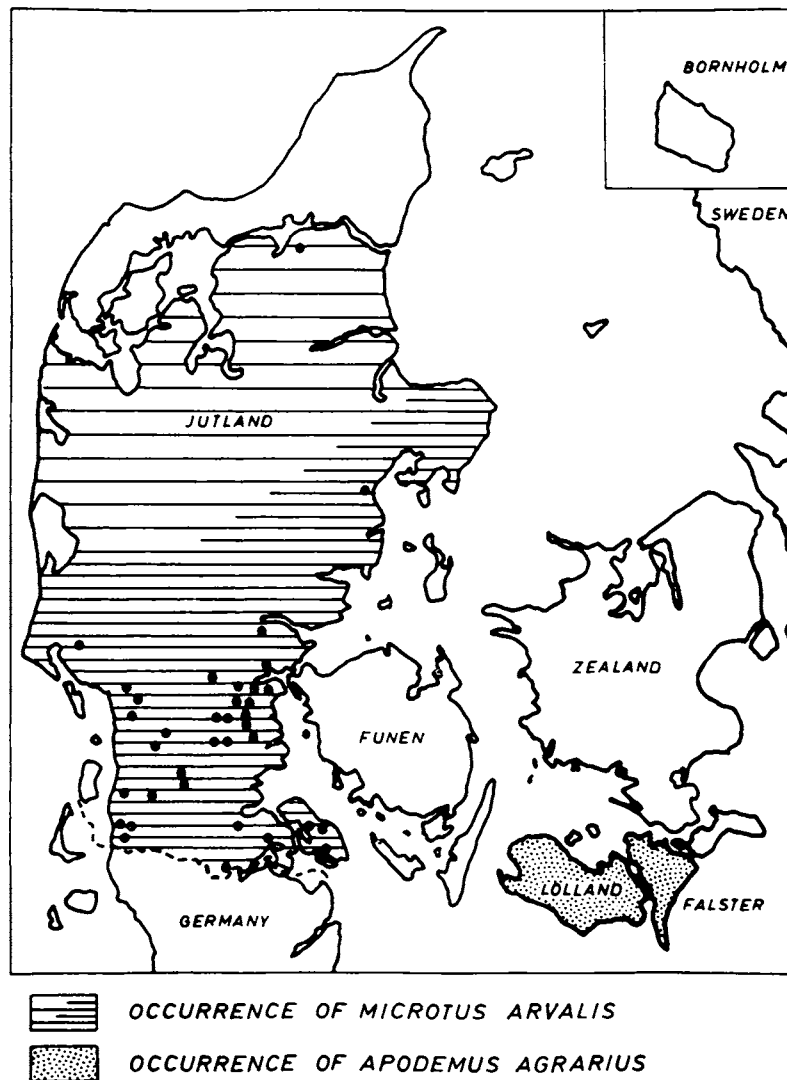 BORNHOLM
SWEDEN
JUTLAND
ZEALAND
FUNEN
LOLLAND
FALSTER
GERMANY
OCCURRENCE OF MICROTUS ARVALIS
OCCURRENCE OF APODEMUS AGRARIUS